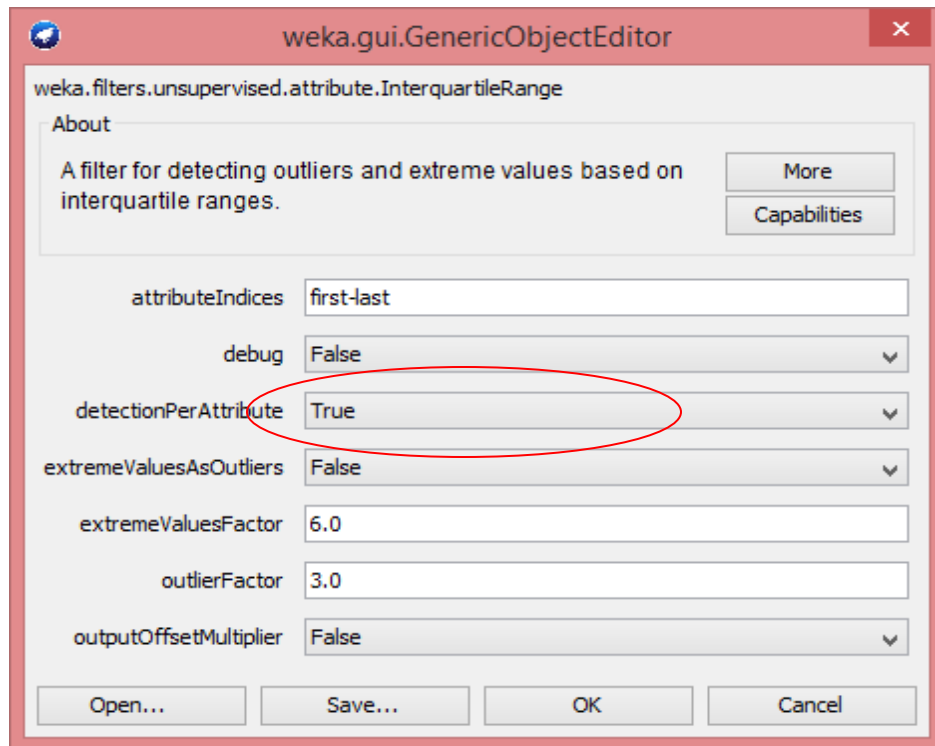 weka.gui.GenericObjectEditor
weka.filters.unsupervised.attribute.InterquartileRange
About
A filter for detecting outliers and extreme values based on
interquartile ranges.
More
Capabilities
attributeIndices first-last
debug False
detectionPerAttribute True
extremeValuesAsOutliers False
extremeValuesFactor 6.0
outlierFactor 3.0
outputOffsetMultiplier False
Open... Save... OK Cancel